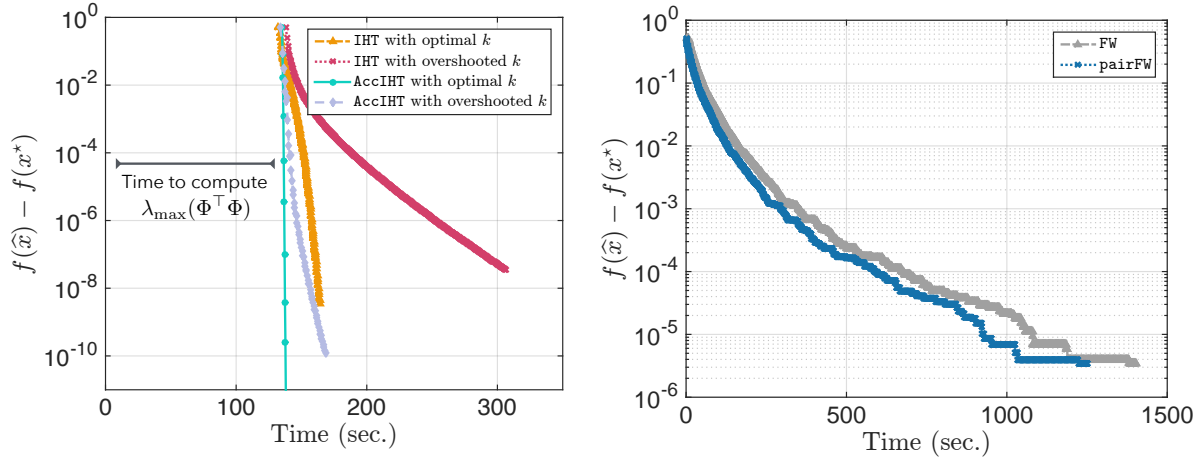 10^0
10^-2
10^-4
10^-6
10^-8
10^-10
f(x̂) − f(x⋆)
IHT with optimal k
IHT with overshooted k
AccIHT with optimal k
AccIHT with overshooted k
Time to compute
λmax(Φ⊤Φ)
0 100 200 300
Time (sec.)
10^0
10^-1
10^-2
10^-3
10^-4
10^-5
10^-6
f(x̂) − f(x⋆)
FW
pairFW
0 500 1000 1500
Time (sec.)